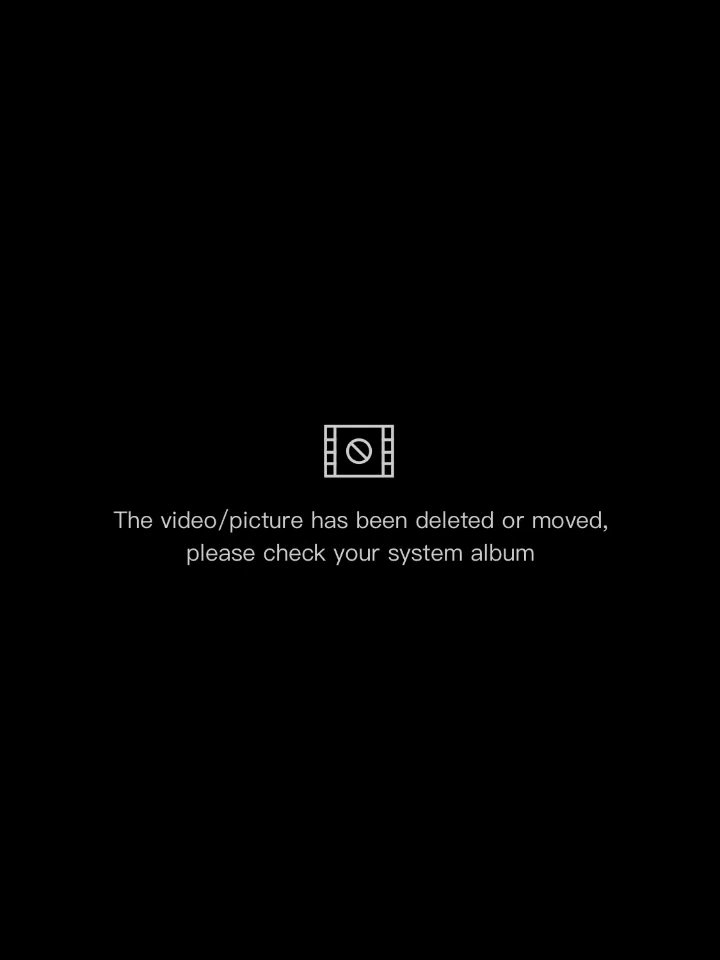 The video/picture has been deleted or moved,
please check your system album